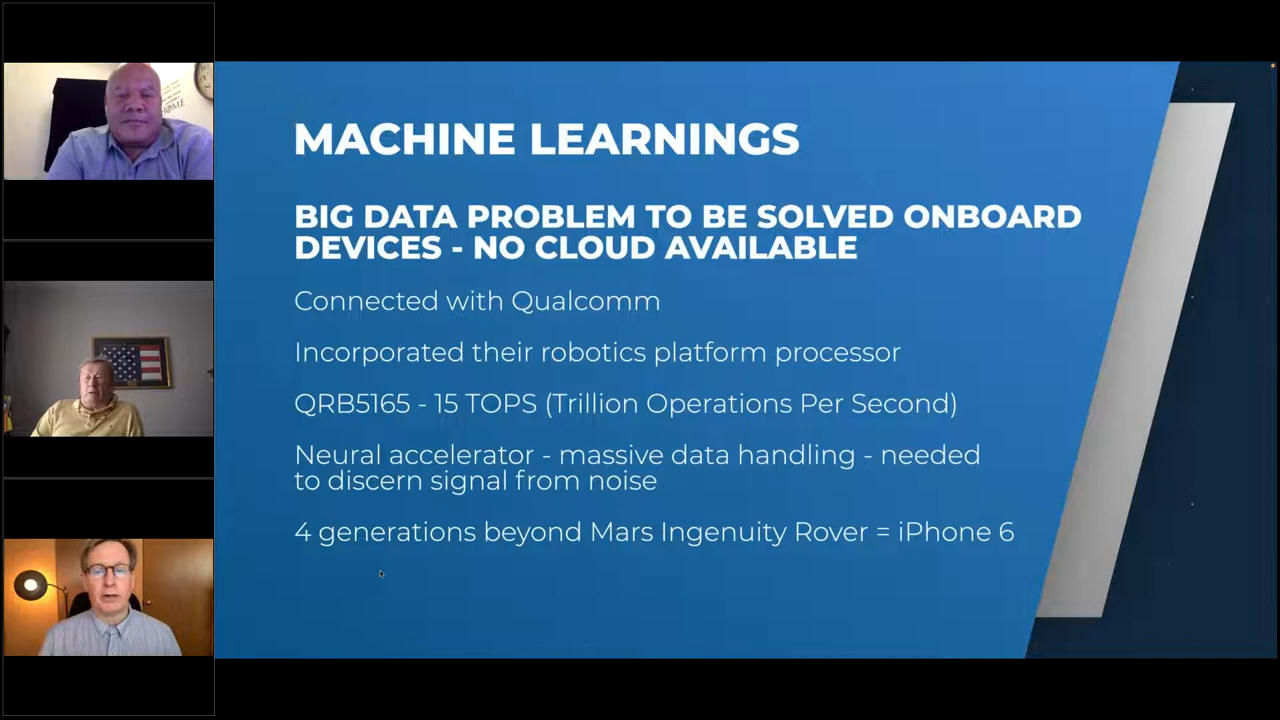 MACHINE LEARNINGS
BIG DATA PROBLEM TO BE SOLVED ONBOARD
DEVICES - NO CLOUD AVAILABLE
Connected with Qualcomm
Incorporated their robotics platform processor
QRB5165 - 15 TOPS (Trillion Operations Per Second)
Neural accelerator - massive data handling - needed
to discern signal from noise
4 generations beyond Mars Ingenuity Rover = iPhone 6